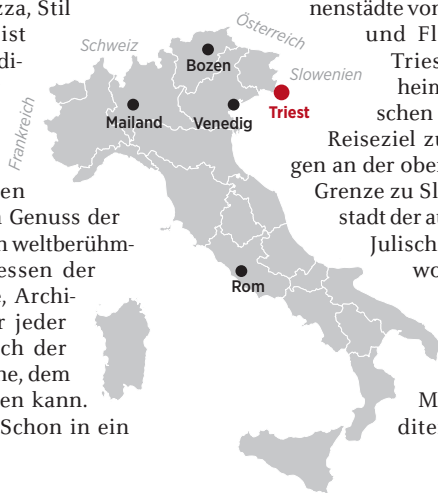 zza, Stil
ist
di-
en
Genuss der
n weltberühm-
essen der
, Archi-
r jeder
ch der
ne, dem
en kann.
Schon in ein
Schweiz
Österreich
Bozen
Slowenien
Triest
Mailand
Venedig
Frankreich
Rom
nenstädte vor
und Fl
Tries
heim
schen
Reiseziel zu
gen an der ober
Grenze zu Sl
stadt der au
Julisch
wo
M
dite